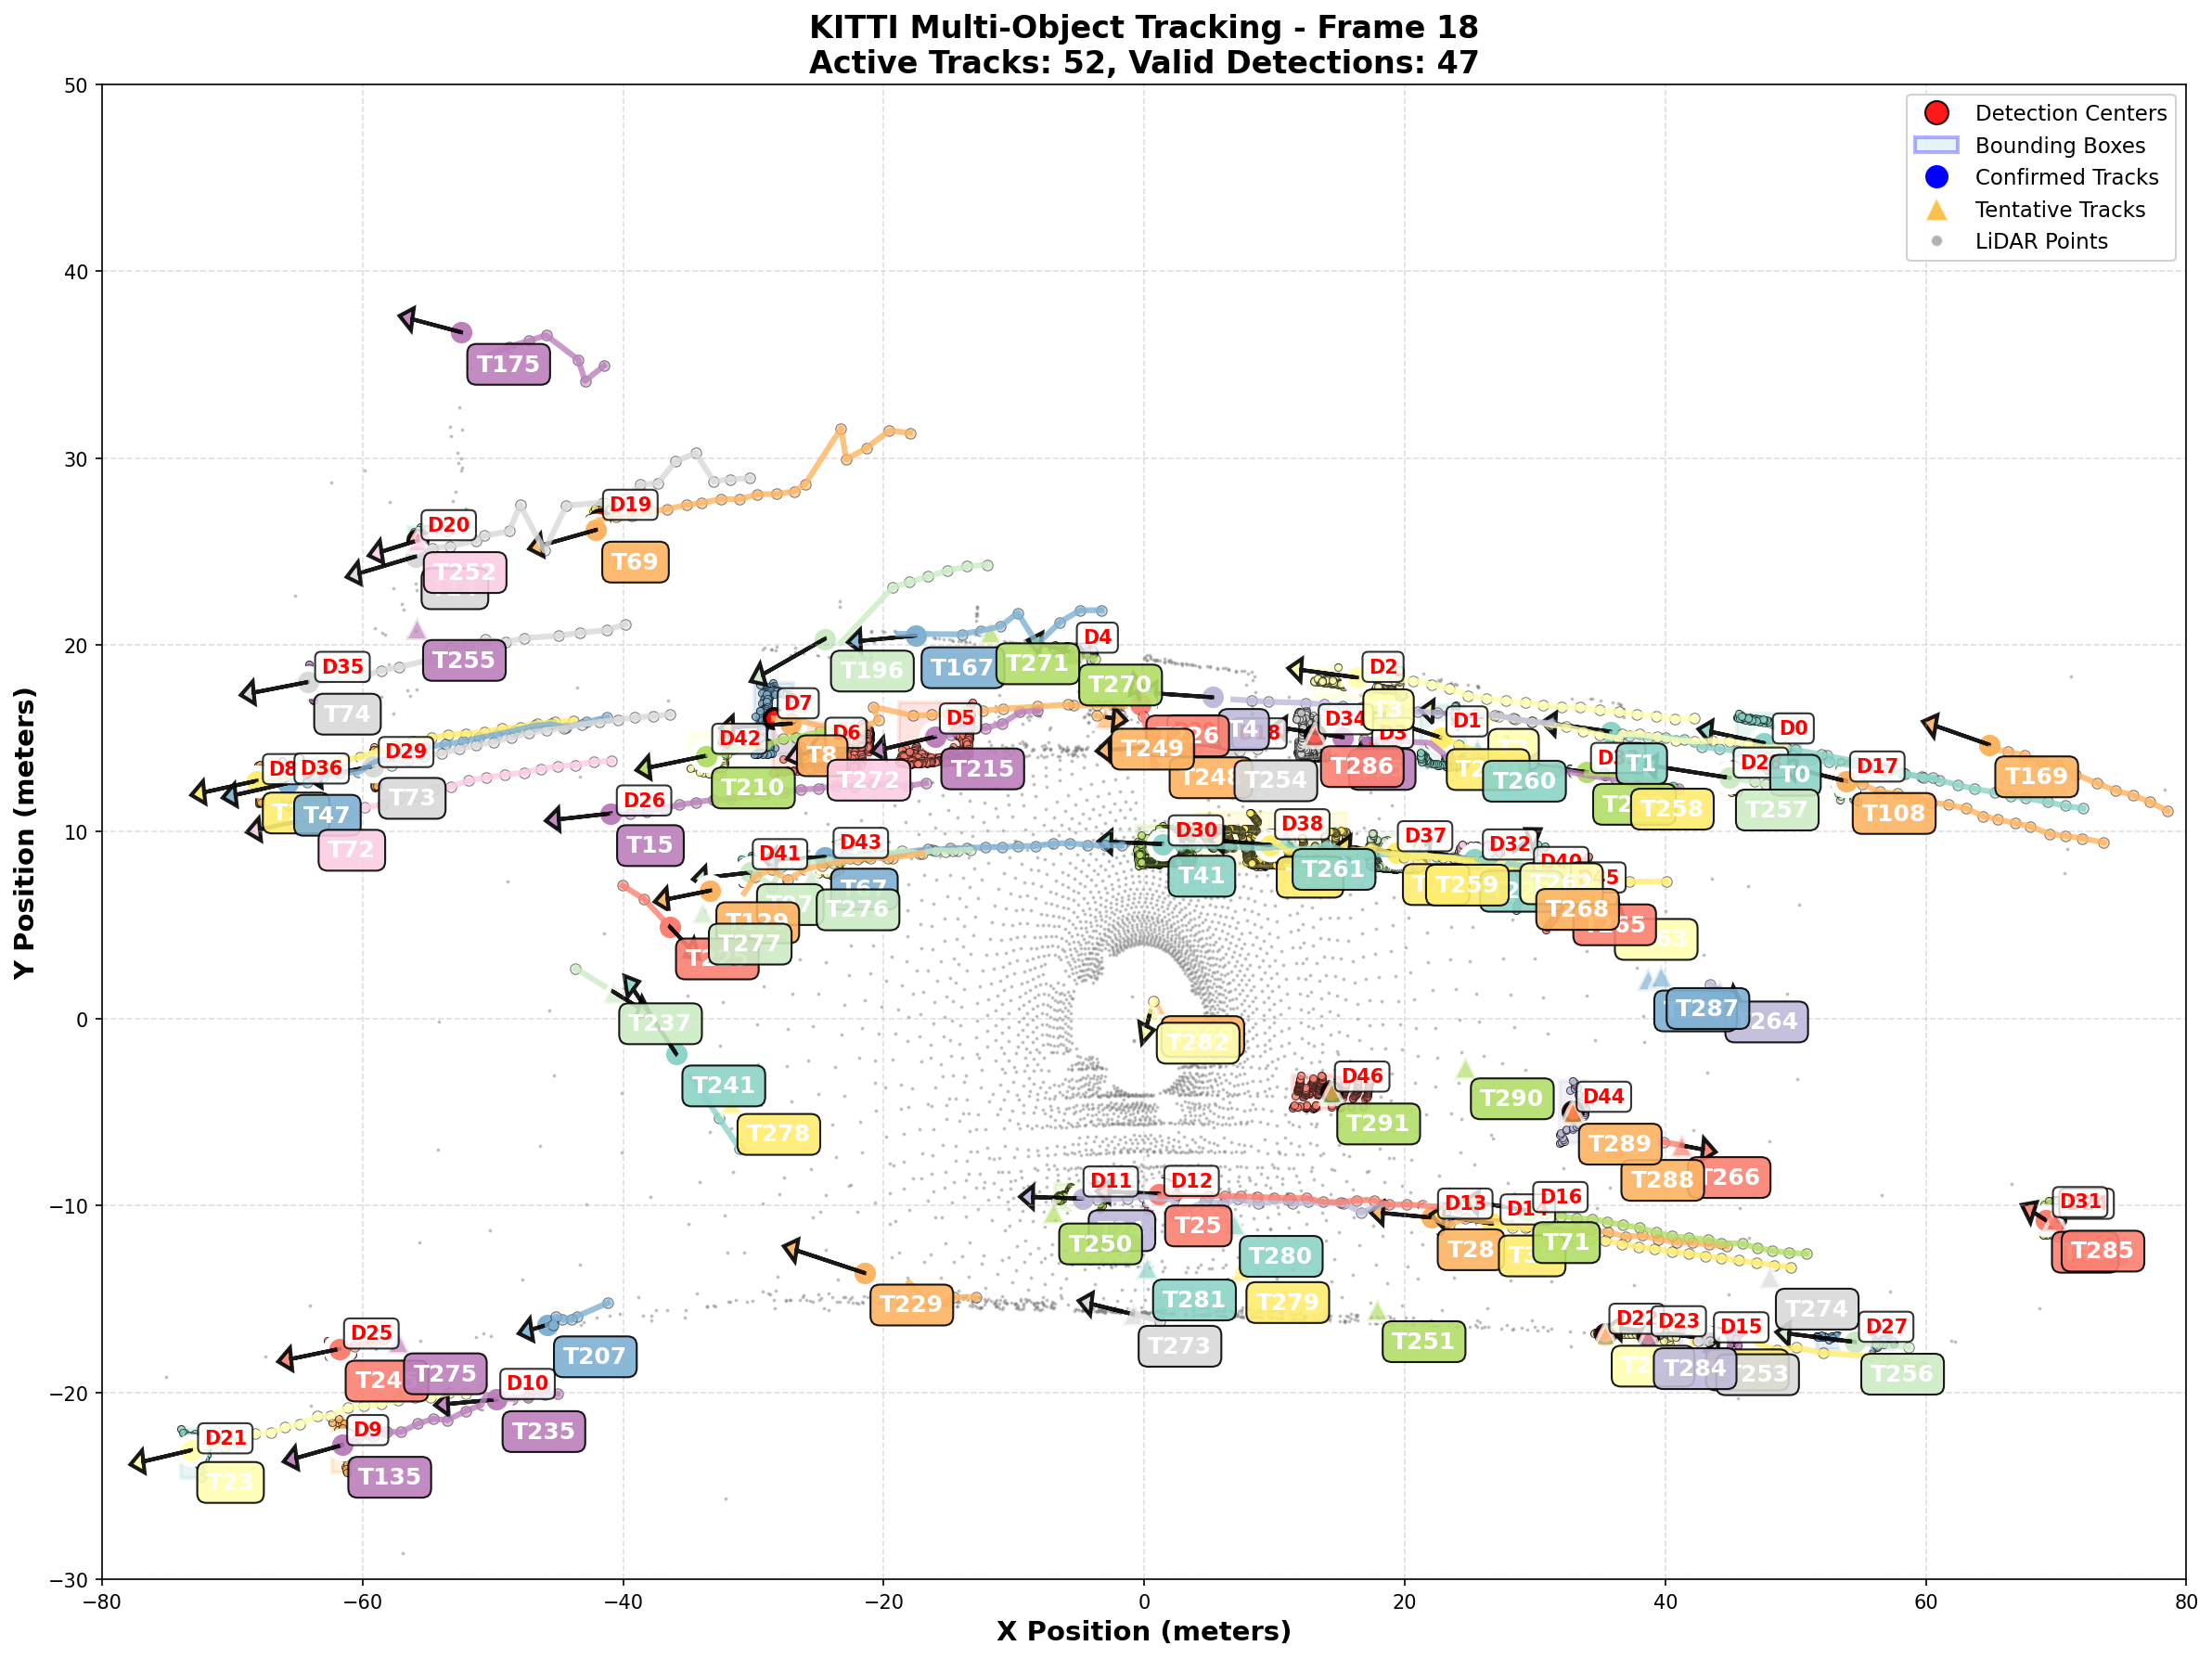 KITTI Multi-Object Tracking - Frame 18
Active Tracks: 52, Valid Detections: 47
Detection Centers
Bounding Boxes
Confirmed Tracks
Tentative Tracks
LiDAR Points
Y Position (meters)
50
40
30
20
10
0
−10
−20
−30
T175
D19
T69
D20
T252
T255
D35
T74
D4
T196
T167
T271
T270
D2
T3
D7
D5
D42
D6
T8
T272
T215
T210
T249
T4
D34
T286
T254
D1
T260
D0
T1
T0
T258
T257
D17
T108
T169
D8
D36
D29
T47
T73
T72
D26
T15
D41
D43
T67
T276
T277
T129
D30
T41
D38
T261
D37
T259
D32
D40
T268
T237
T241
T278
T282
T287
D46
T291
T290
D44
T289
T288
T266
D11
D12
T250
T25
D13
D16
T28
T71
D31
T285
T280
T281
T279
T273
T251
T229
T274
D22
D23
D15
D27
T284
T253
T256
D25
T275
T207
D10
T235
D9
T135
D21
T23
−80
−60
−40
−20
0
20
40
60
80
X Position (meters)